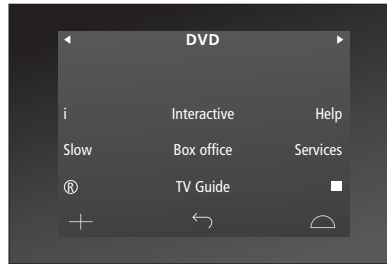 DVD
i Interactive Help
Slow Box office Services
® TV Guide